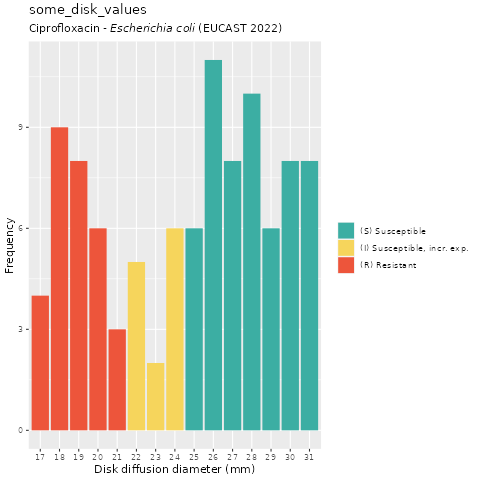 some_disk_values
Ciprofloxacin - Escherichia coli (EUCAST 2022)
Frequency
9
6
3
0
17 18 19 20 21 22 23 24 25 26 27 28 29 30 31
Disk diffusion diameter (mm)
(S) Susceptible
(I) Susceptible, incr. exp.
(R) Resistant